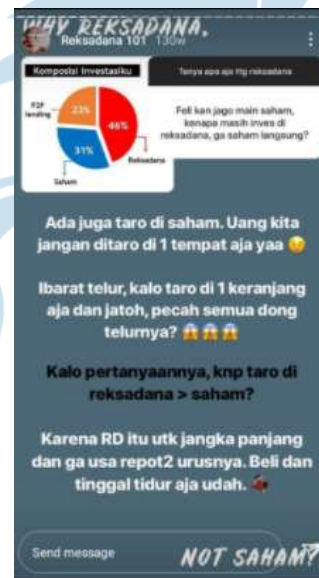 WHY REKSADANA,
Reksadana 101 130w
Komposisi Investasiku
P2P
lending
23%
46%
31%
Reksadana
Saham
Tanya apa aja ttg reksadana
Feli kan jago main saham,
kenapa masih inves di
reksadana, ga saham langsung?
Ada juga taro di saham. Uang kita
jangan ditaro di 1 tempat aja yaa
Ibarat telur, kalo taro di 1 keranjang
aja dan jatoh, pecah semua dong
telurnya?
Kalo pertanyaannya, knp taro di
reksadana > saham?
Karena RD itu utk jangka panjang
dan ga usa repot2 urusnya. Beli dan
tinggal tidur aja udah.
Send message
NOT SAHAM?